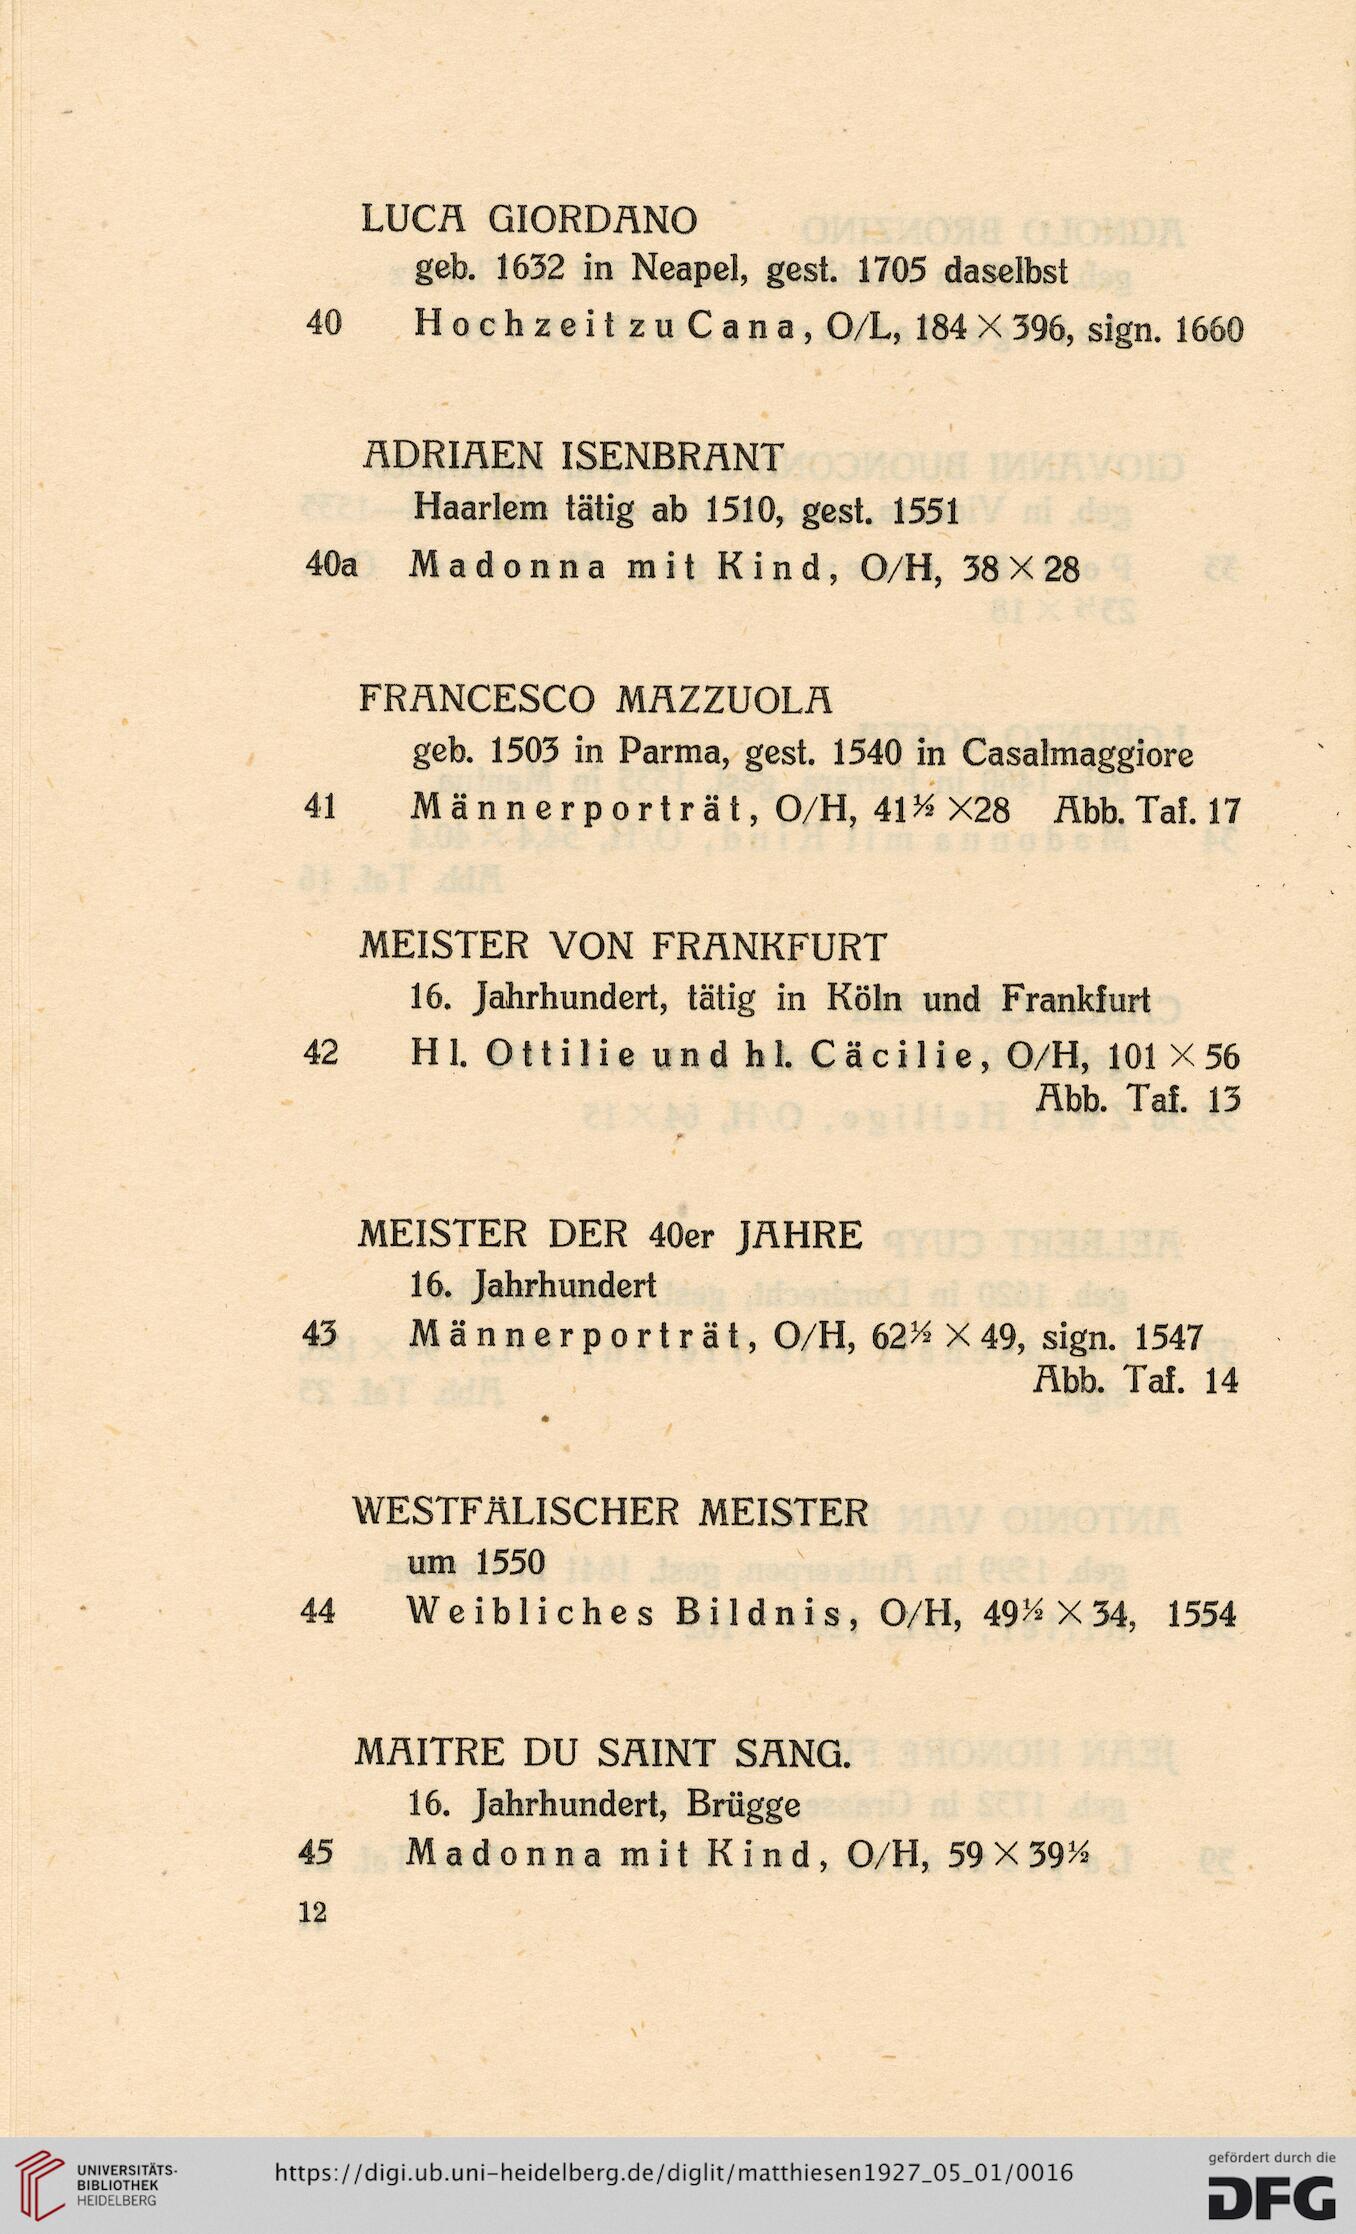 LUCA GIORDANO
geb. 1632 in Neapel, gest. 1705 daselbst
40 Hochzeit zu Cana, O/L, 184 × 396, sign. 1660
ADRIAEN ISENBRANT
Haarlem tätig ab 1510, gest. 1551
40a Madonna mit Kind, O/H, 38 × 28
FRANCESCO MAZZUOLA
geb. 1503 in Parma, gest. 1540 in Casalmaggiore
41 Männerporträt, O/H, 41½ ×28 Abb. Taf. 17
MEISTER VON FRANKFURT
16. Jahrhundert, tätig in Köln und Frankfurt
42 Hl. Ottilie und hl. Cäcilie, O/H, 101 × 56
Abb. Taf. 13
MEISTER DER 40er JAHRE
16. Jahrhundert
43 Männerporträt, O/H, 62½ × 49, sign. 1547
Abb. Taf. 14
WESTFÄLISCHER MEISTER
um 1550
44 Weibliches Bildnis, O/H, 49½ × 34, 1554
MAITRE DU SAINT SANG.
16. Jahrhundert, Brügge
45 Madonna mit Kind, O/H, 59 × 39½
12
UNIVERSITÄTS-
BIBLIOTHEK
HEIDELBERG
https://digi.ub.uni-heidelberg.de/diglit/matthiesen1927_05_01/0016
gefördert durch die
DFG